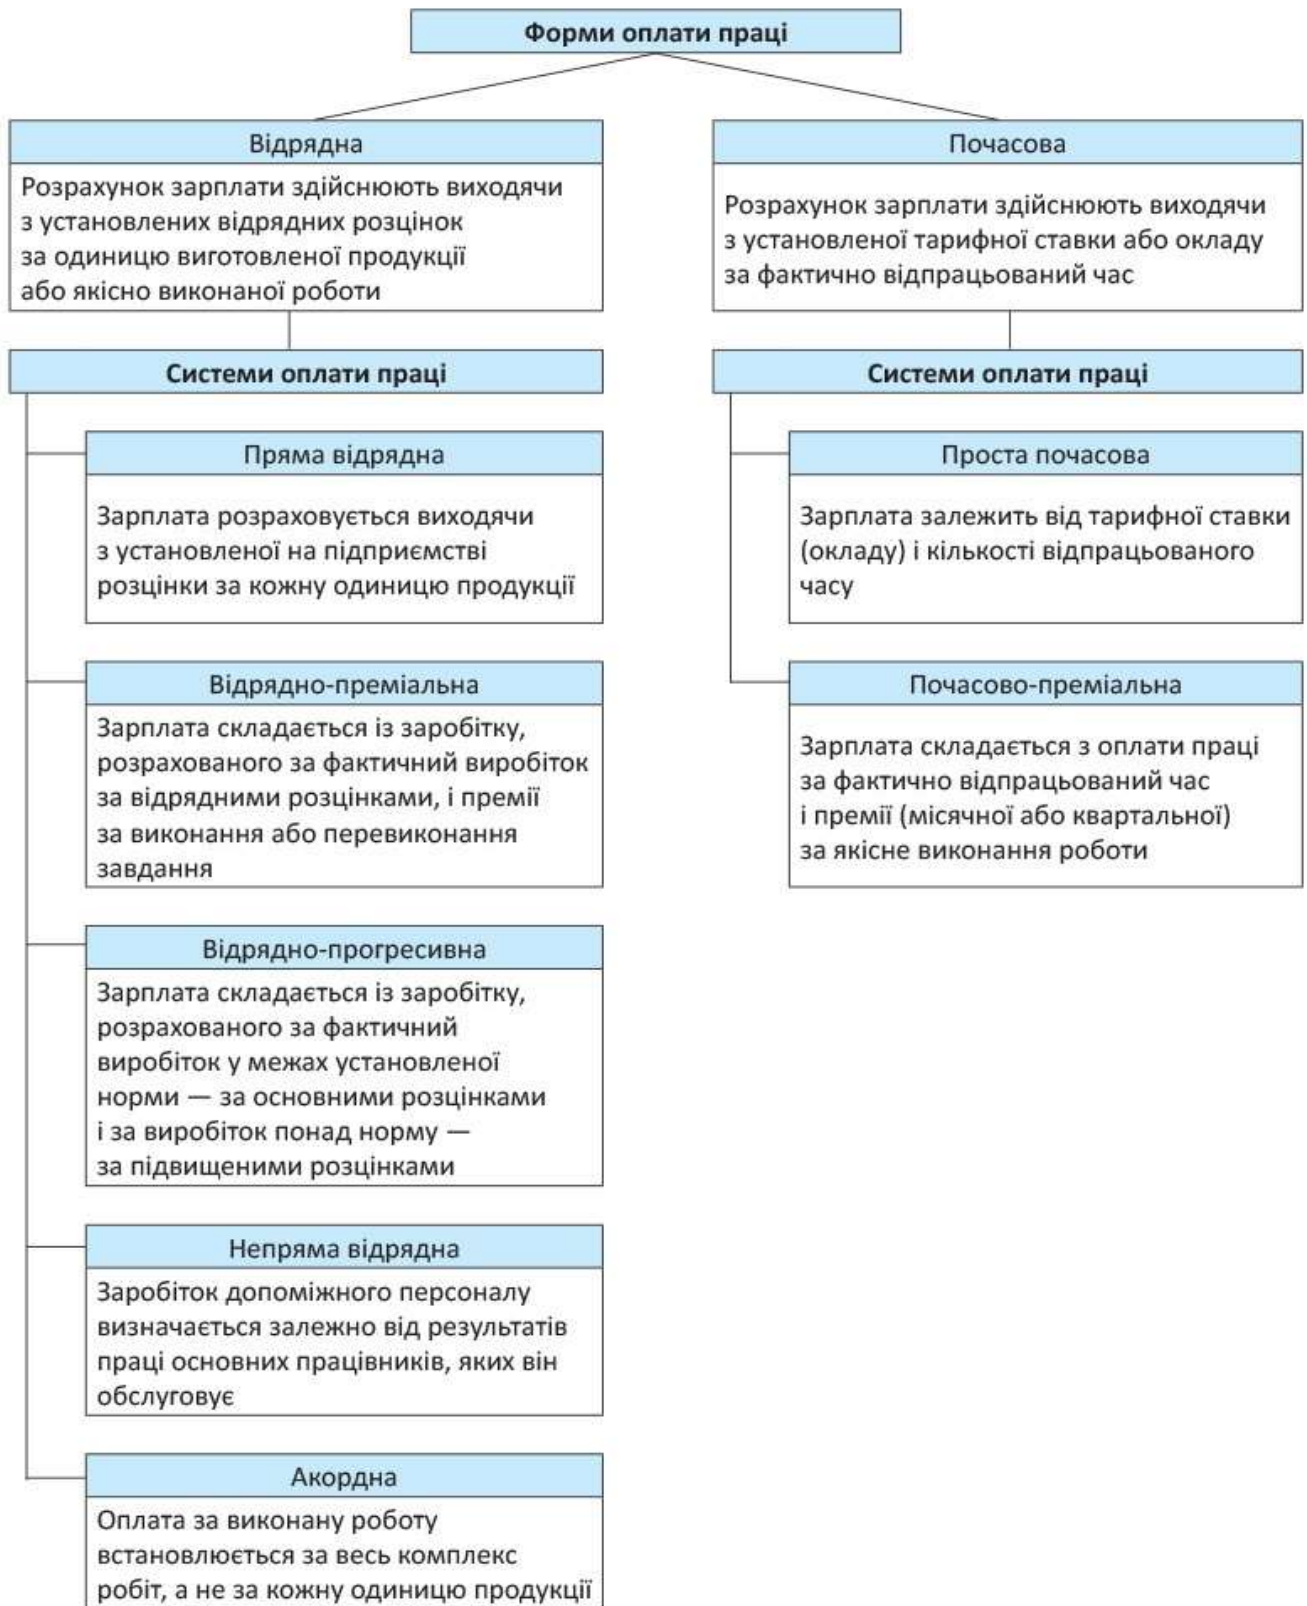 Форми оплати праці
Відрядна
Розрахунок зарплати здійснюють виходячи
з установлених відрядних розцінок
за одиницю виготовленої продукції
або якісно виконаної роботи
Системи оплати праці
Пряма відрядна
Зарплата розраховується виходячи
з установленої на підприємстві
розцінки за кожну одиницю продукції
Відрядно-преміальна
Зарплата складається із заробітку,
розрахованого за фактичний виробіток
за відрядними розцінками, і премії
за виконання або перевиконання
завдання
Відрядно-прогресивна
Зарплата складається із заробітку,
розрахованого за фактичний
виробіток у межах установленої
норми — за основними розцінками
і за виробіток понад норму —
за підвищеними розцінками
Непряма відрядна
Заробіток допоміжного персоналу
визначається залежно від результатів
праці основних працівників, яких він
обслуговує
Акордна
Оплата за виконану роботу
встановлюється за весь комплекс
робіт, а не за кожну одиницю продукції
Почасова
Розрахунок зарплати здійснюють виходячи
з установленої тарифної ставки або окладу
за фактично відпрацьований час
Системи оплати праці
Проста почасова
Зарплата залежить від тарифної ставки
(окладу) і кількості відпрацьованого
часу
Почасово-преміальна
Зарплата складається з оплати праці
за фактично відпрацьований час
і премії (місячної або квартальної)
за якісне виконання роботи